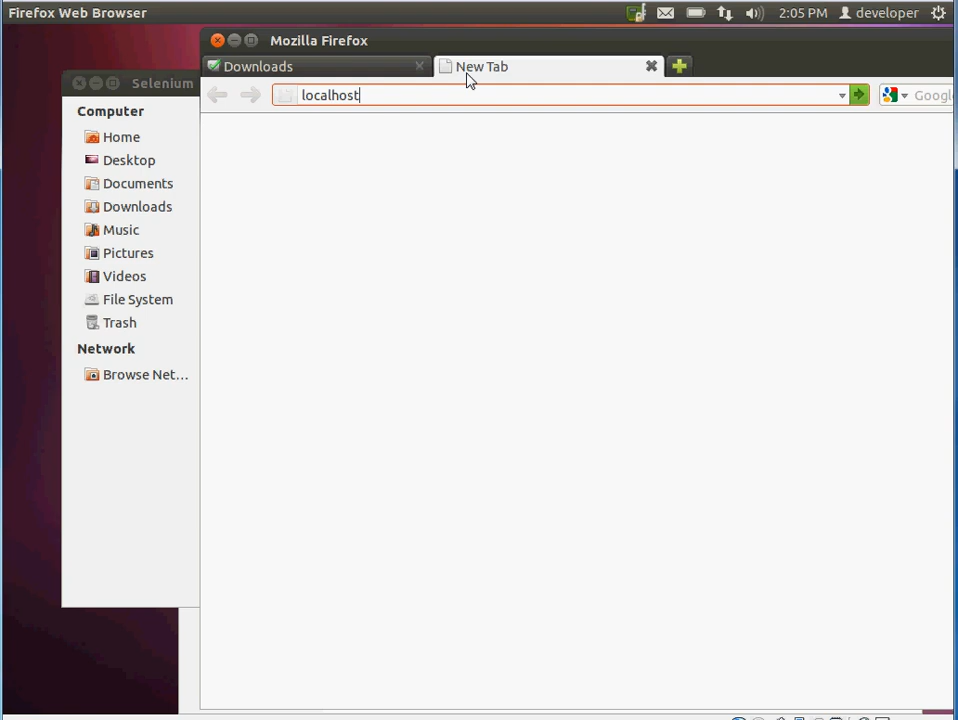 Firefox Web Browser
2:05 PM
developer
Mozilla Firefox
Downloads
New Tab
localhost
Selenium
Computer
Home
Desktop
Documents
Downloads
Music
Pictures
Videos
File System
Trash
Network
Browse Net...